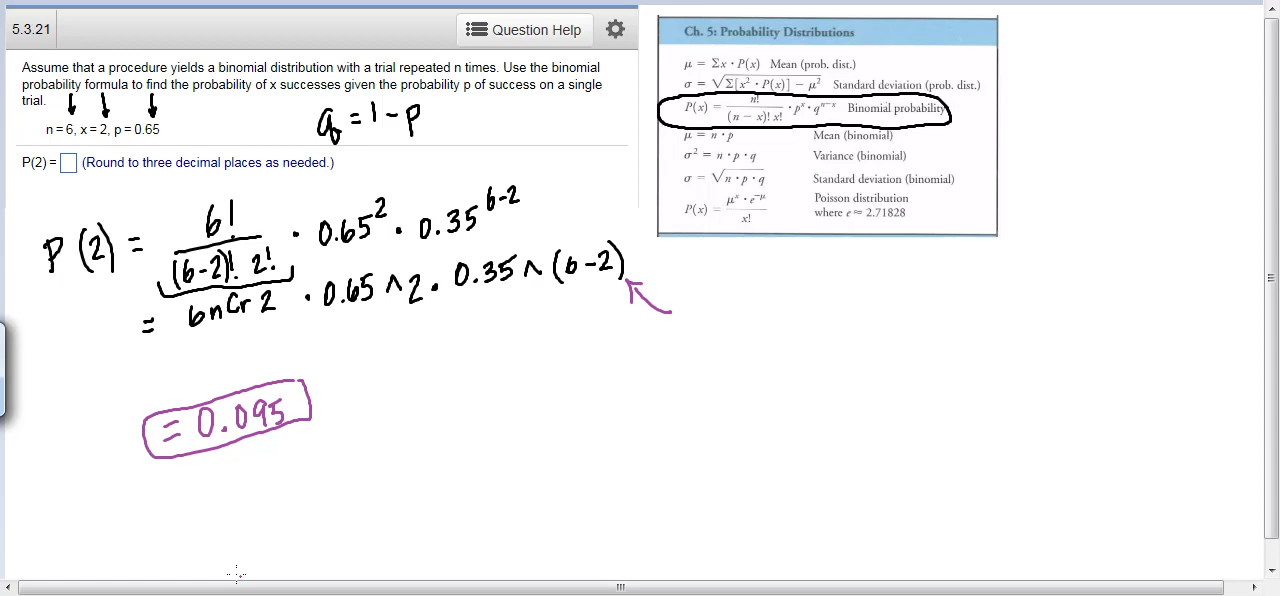 5.3.21
Question Help
Assume that a procedure yields a binomial distribution with a trial repeated n times. Use the binomial
probability formula to find the probability of x successes given the probability p of success on a single
trial.
n = 6, x = 2, p = 0.65
q = 1 - p
P(2) = (Round to three decimal places as needed.)
P(2) = 6! / (6-2)! 2! · 0.65^2 · 0.35^6-2
= 6nCr2 · 0.65 ^ 2 · 0.35 ^ (6-2)
= 0.095
Ch. 5: Probability Distributions
μ = Σx · P(x) Mean (prob. dist.)
σ = √Σ[x² · P(x)] − μ² Standard deviation (prob. dist.)
P(x) = n! / (n − x)! x! · pˣ · qⁿ⁻ˣ Binomial probability
μ = n · p Mean (binomial)
σ² = n · p · q Variance (binomial)
σ = √n · p · q Standard deviation (binomial)
P(x) = μˣ · e⁻μ / x! Poisson distribution
where e ≈ 2.71828